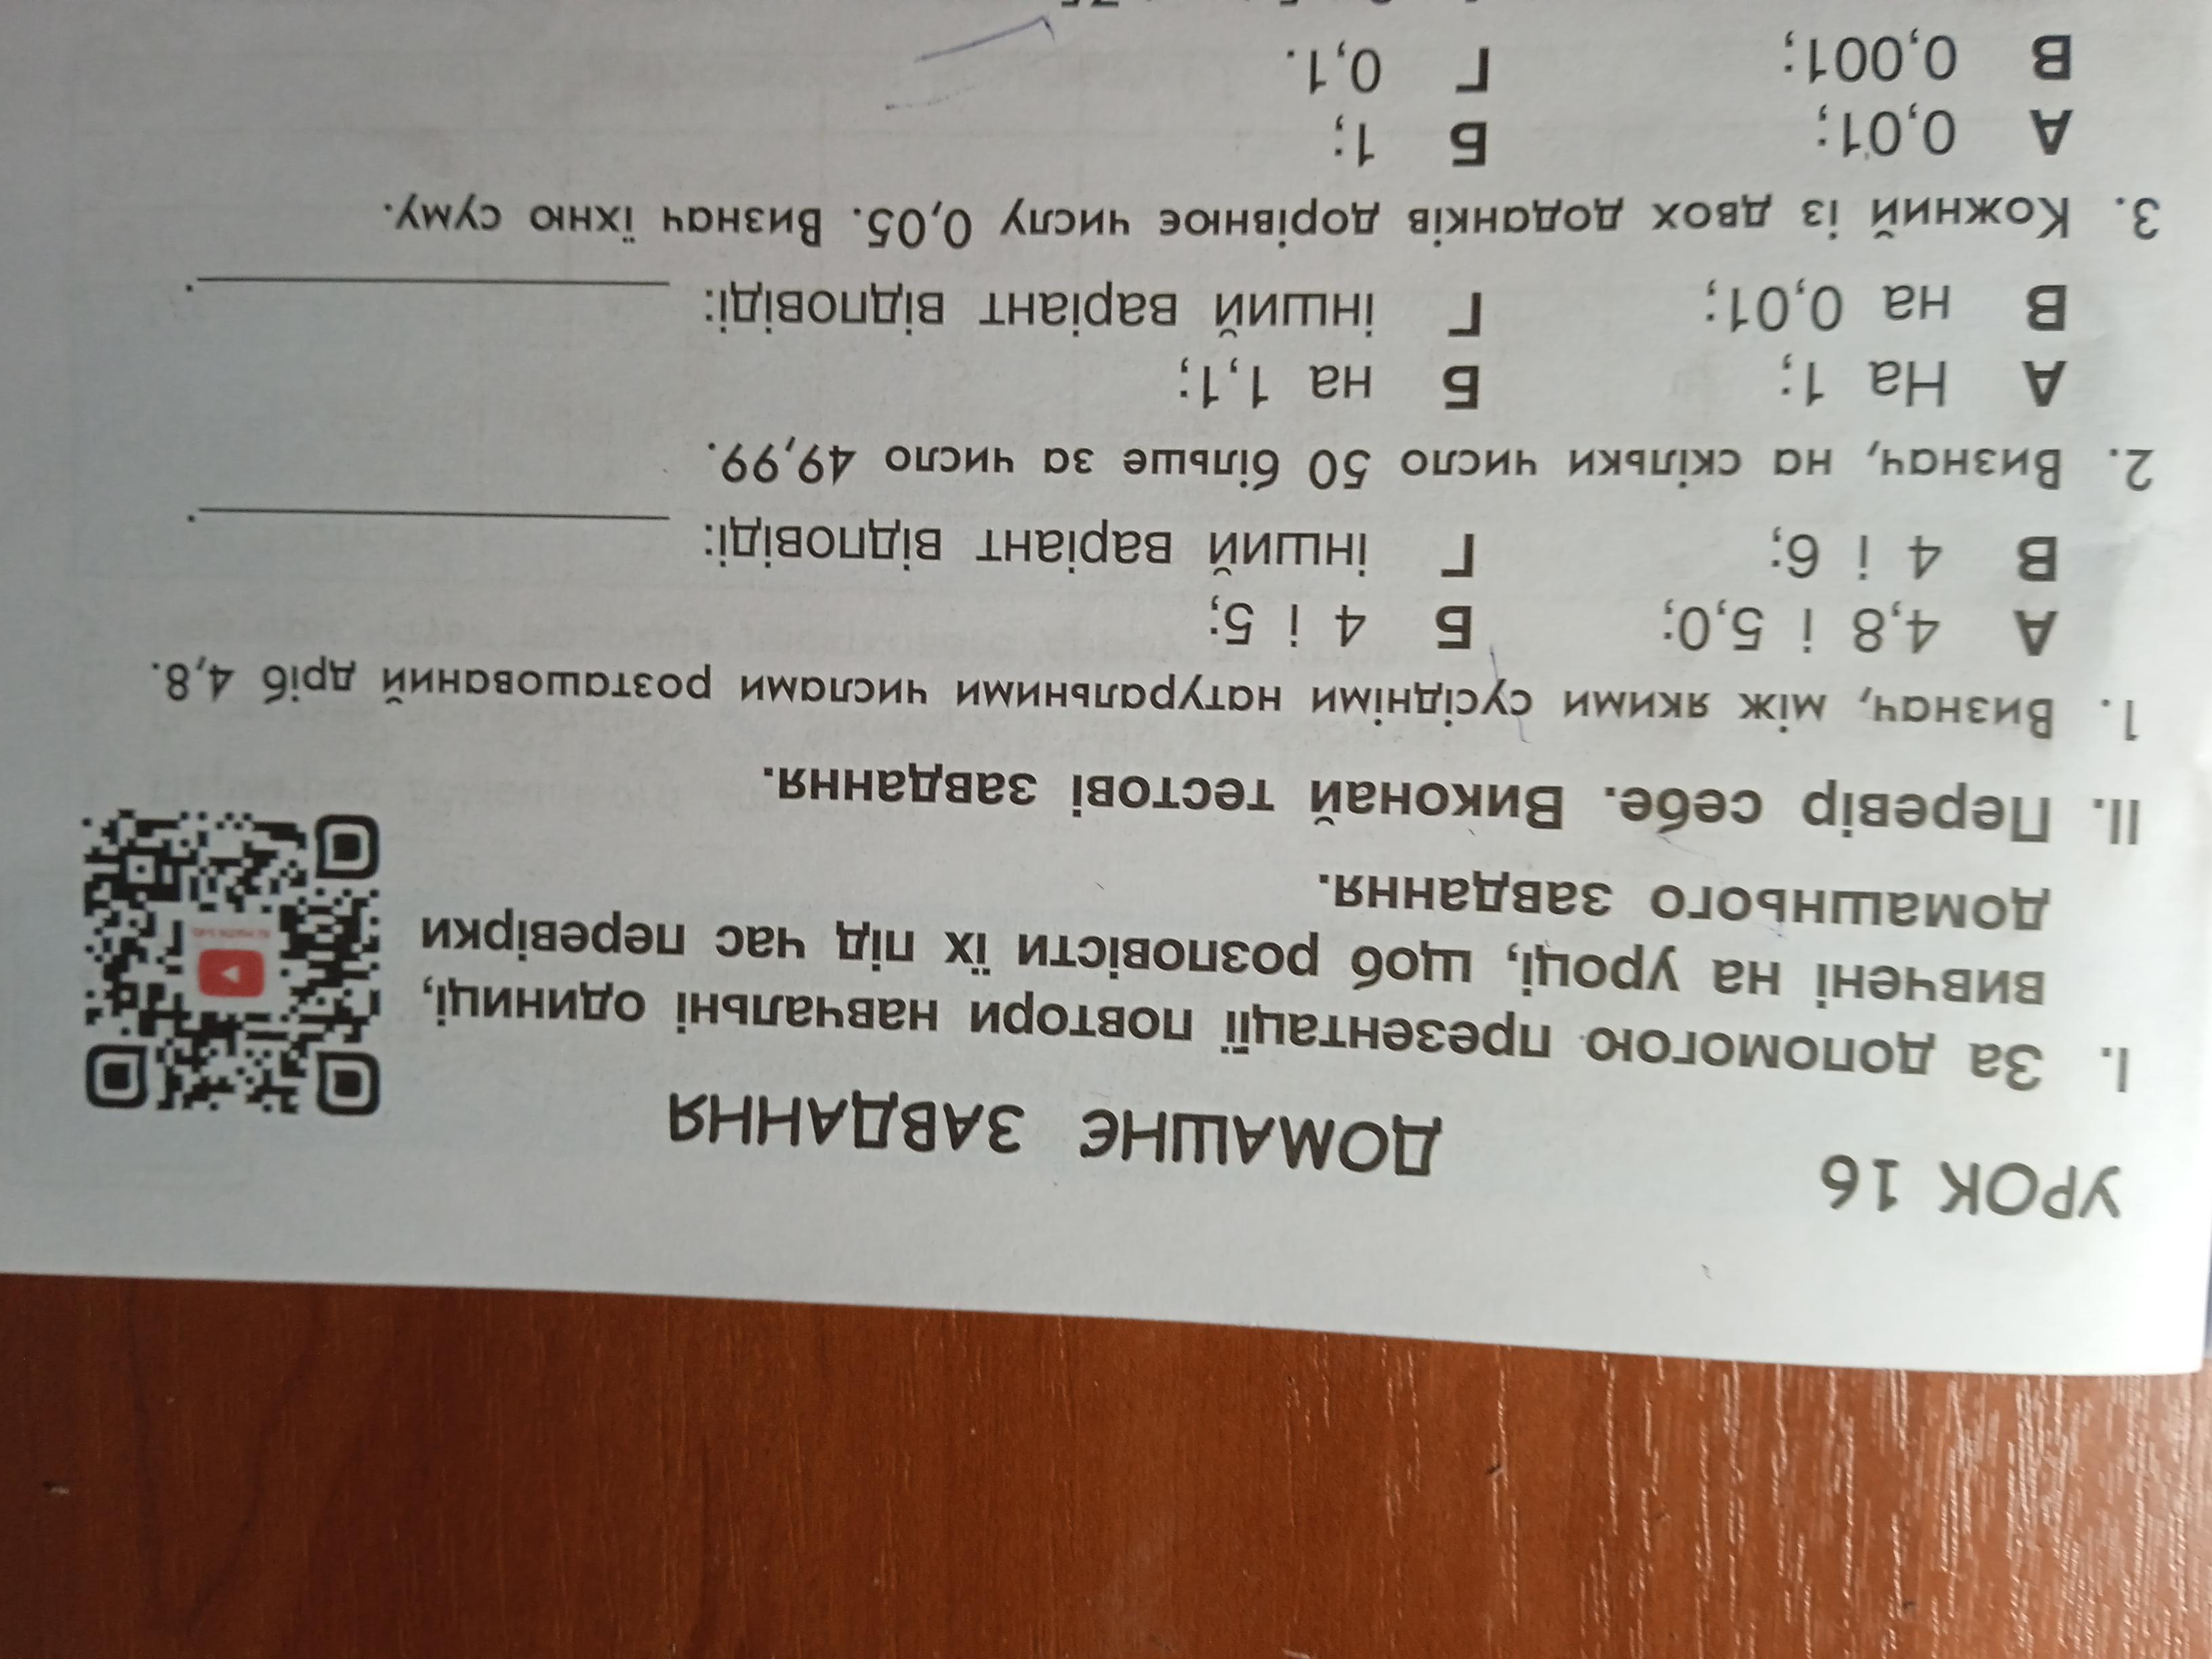 УРОК 16
ДОМАШНЄ ЗАВДАННЯ
I. За допомогою презентації повтори навчальні одиниці,
вивчені на уроці, щоб розповісти їх під час перевірки
домашнього завдання.
II. Перевір себе. Виконай тестові завдання.
1. Визнач, між якими сусідніми натуральними числами розташований дріб 4,8.
А 4,8 і 5,0; Б 4 і 5;
В 4 і 6; Г інший варіант відповіді: ____________.
2. Визнач, на скільки число 50 більше за число 49,99.
А На 1; Б на 1,1;
В на 0,01; Г інший варіант відповіді: ____________.
3. Кожний із двох доданків дорівнює числу 0,05. Визнач їхню суму.
А 0,01; Б 1;
В 0,001; Г 0,1.